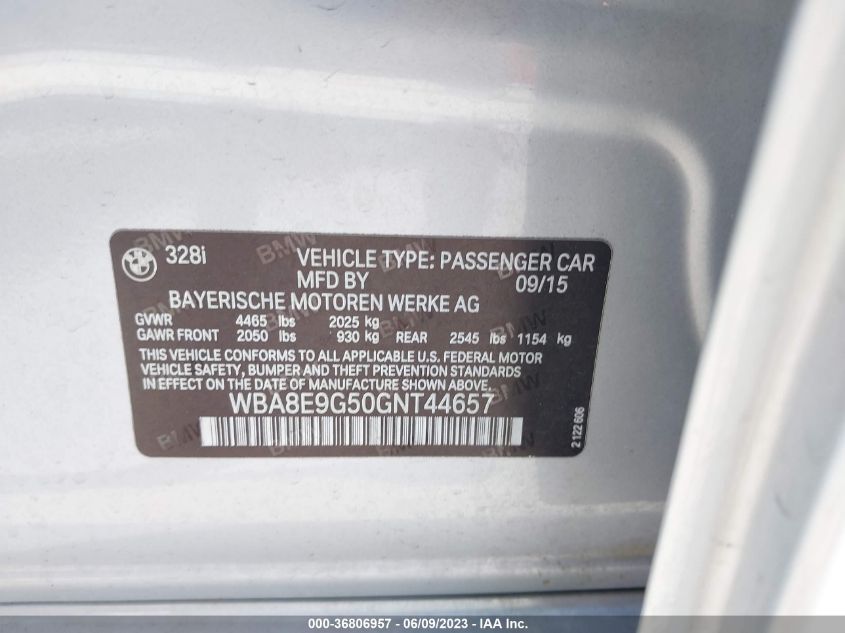 328i VEHICLE TYPE: PASSENGER CAR
MFD BY 09/15
BAYERISCHE MOTOREN WERKE AG
GVWR 4465 lbs 2025 kg
GAWR FRONT 2050 lbs 930 kg REAR 2545 lbs 1154 kg
THIS VEHICLE CONFORMS TO ALL APPLICABLE U.S. FEDERAL MOTOR
VEHICLE SAFETY, BUMPER AND THEFT PREVENTION STANDARDS
IN EFFECT ON THE DATE OF MANUFACTURE SHOWN ABOVE.
WBA8E9G50GNT44657
2 122 606
000-36806957 - 06/09/2023 - IAA Inc.